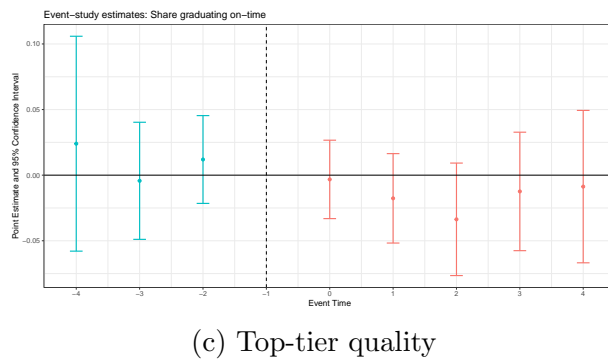 Event−study estimates: Share graduating on−time
Point Estimate and 95% Confidence Interval
0.10
0.05
0.00
−0.05
−4 −3 −2 −1 0 1 2 3 4
Event Time
(c) Top-tier quality